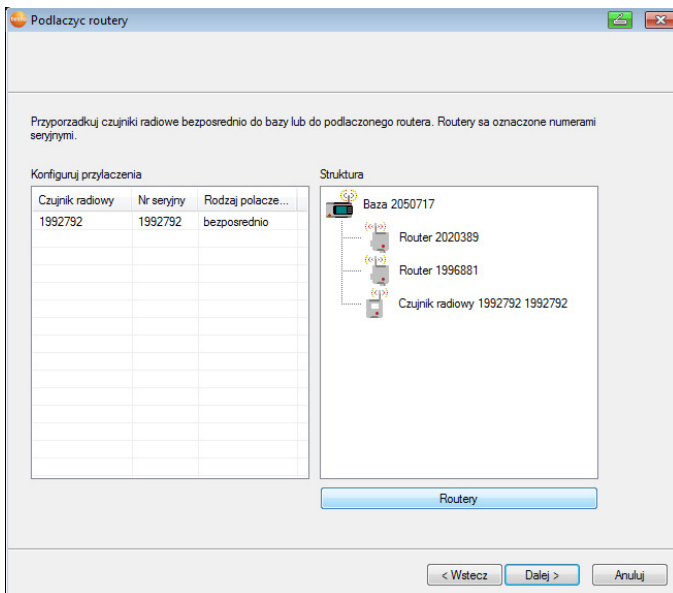 Podlaczyc routery
Przyporzadkuj czujniki radiowe bezposrednio do bazy lub do podlaczonego routera. Routery sa oznaczone numerami
seryjnymi.
Konfiguruj przylaczenia
Struktura
Czujnik radiowy Nr seryjny Rodzaj polacze...
1992792 1992792 bezposrednio
Baza 2050717
Router 2020389
Router 1996881
Czujnik radiowy 1992792 1992792
Routery
< Wstecz Dalej > Anuluj